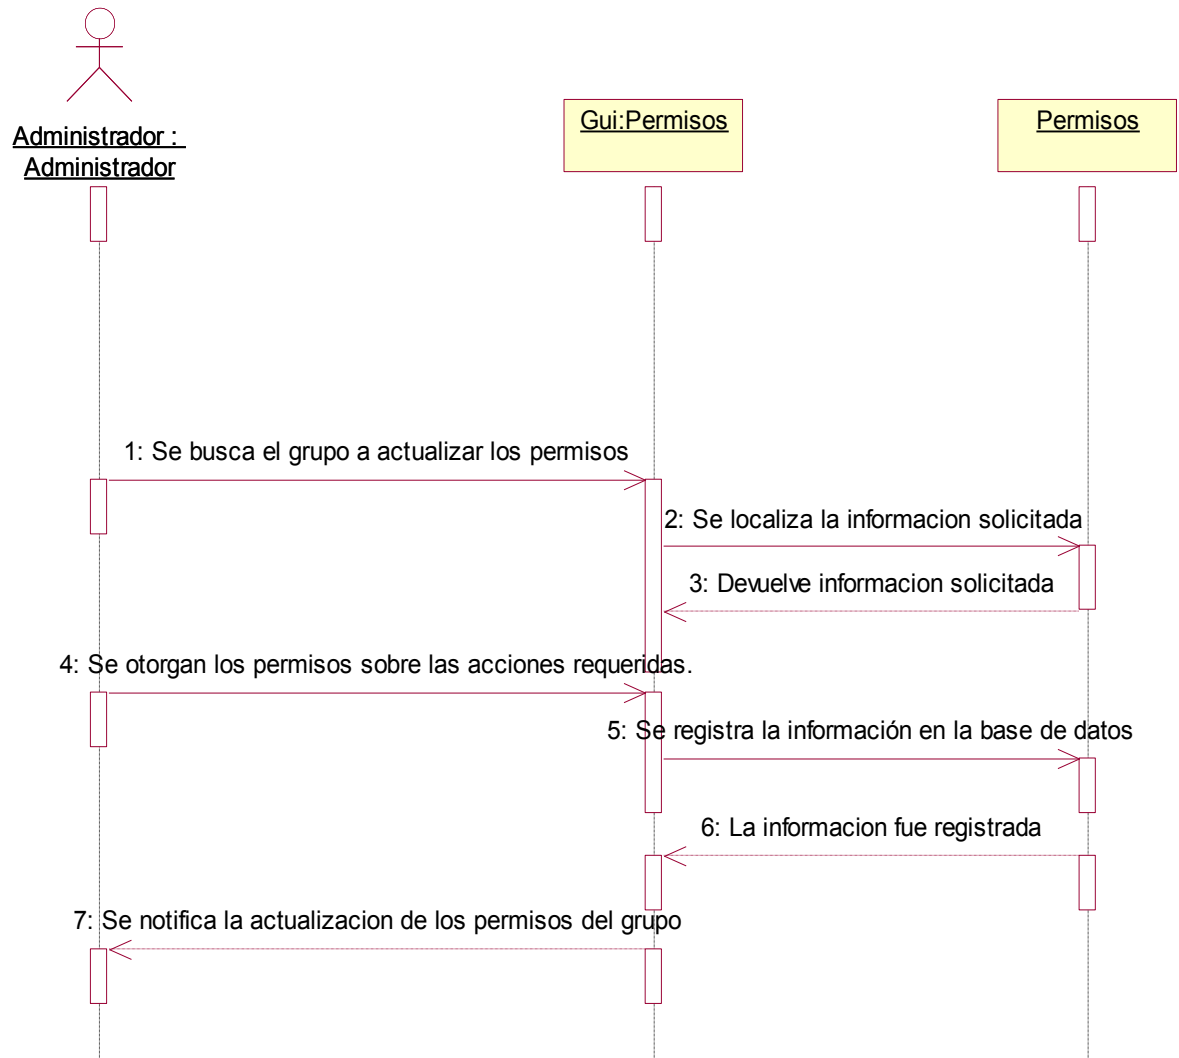 Administrador :
Administrador
Gui:Permisos
Permisos
1: Se busca el grupo a actualizar los permisos
2: Se localiza la informacion solicitada
3: Devuelve informacion solicitada
4: Se otorgan los permisos sobre las acciones requeridas.
5: Se registra la información en la base de datos
6: La informacion fue registrada
7: Se notifica la actualizacion de los permisos del grupo